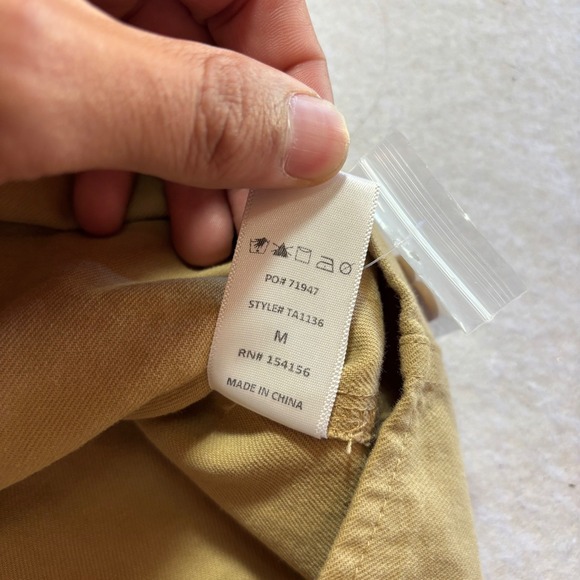 PO# 71947
STYLE# TA1136
M
RN# 154156
MADE IN CHINA